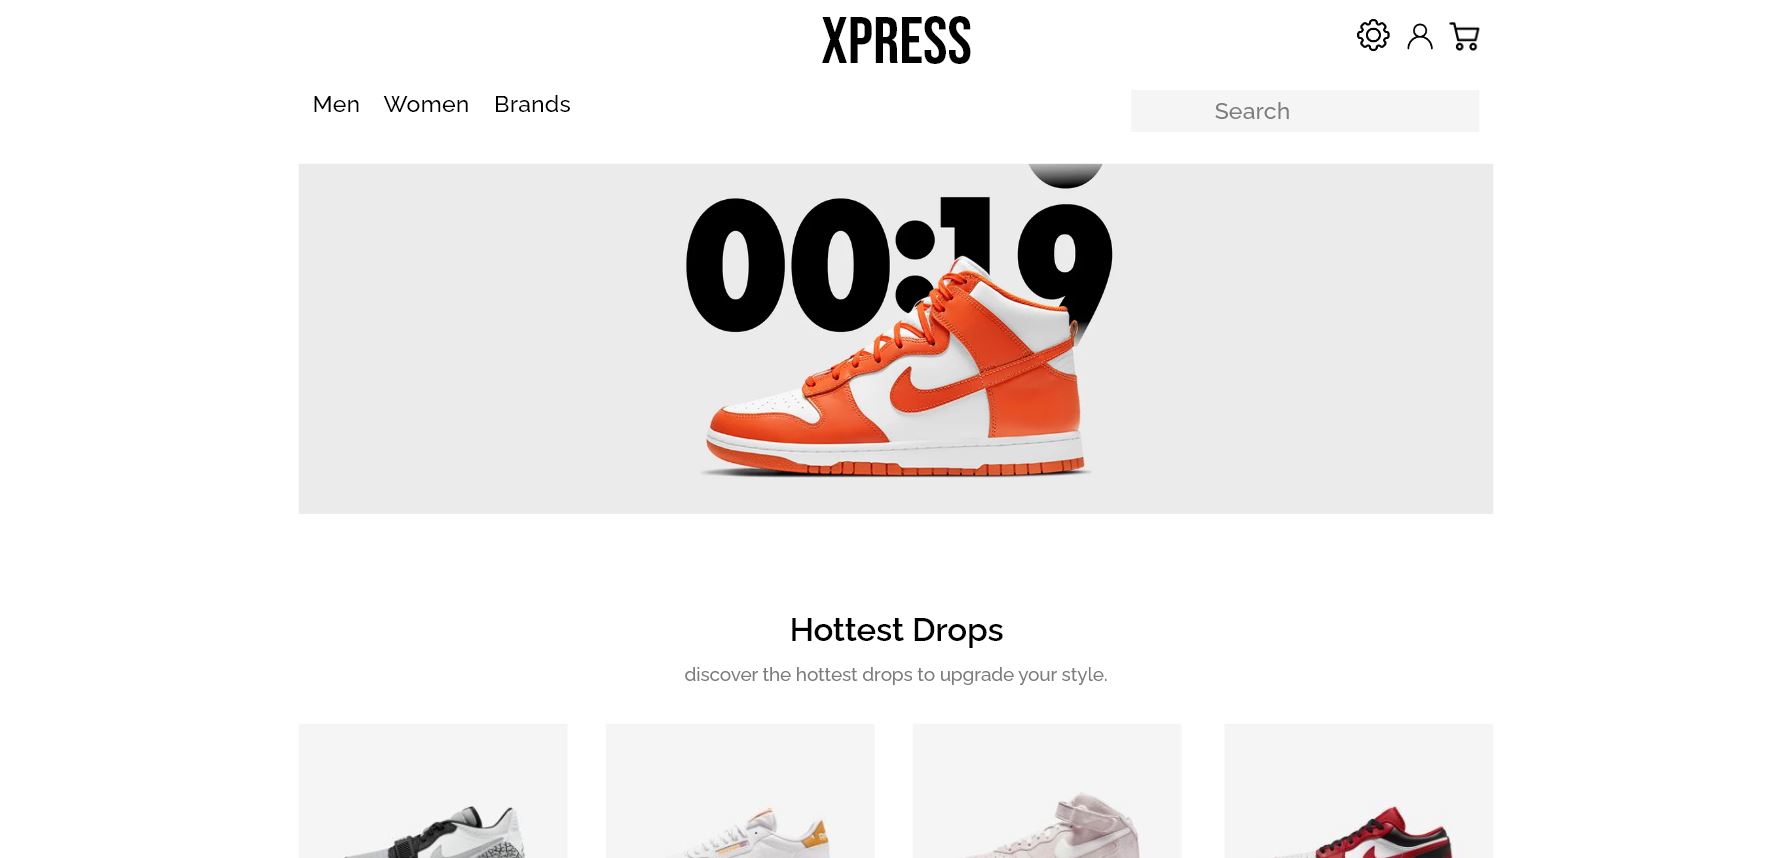 XPRESS
Men Women Brands
Search
00:19
Hottest Drops
discover the hottest drops to upgrade your style.